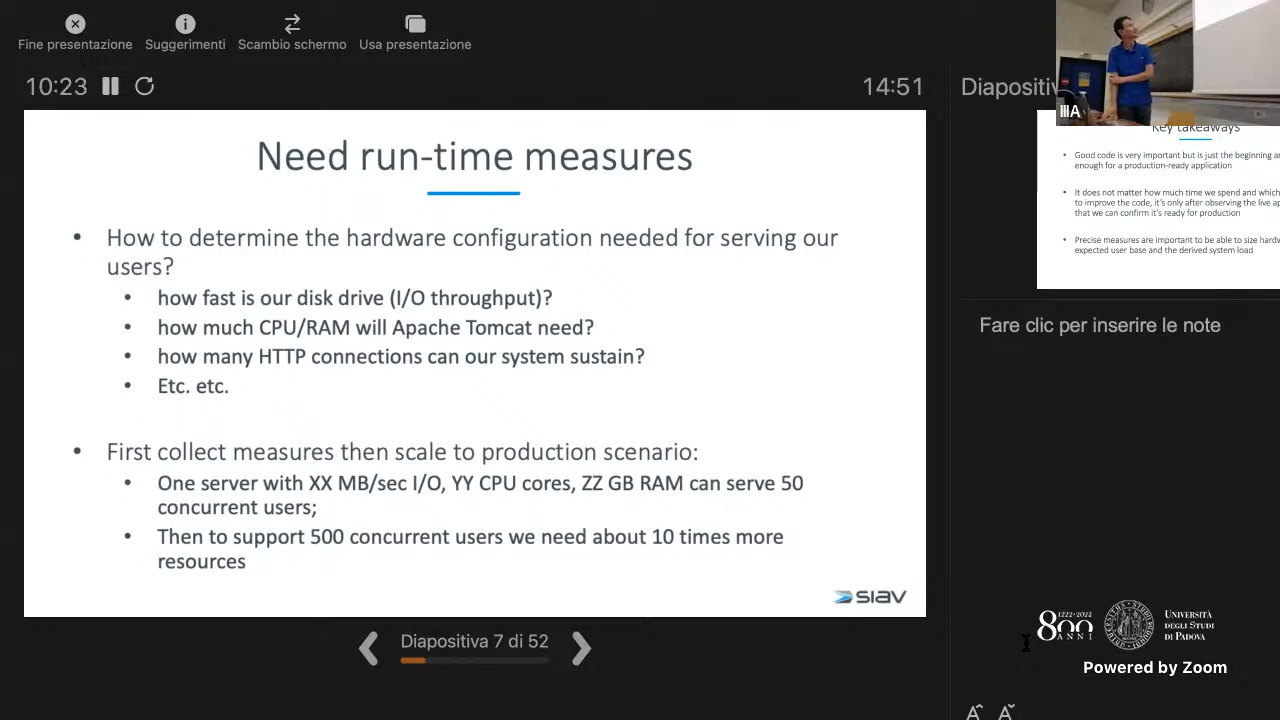 Fine presentazione
Suggerimenti
Scambio schermo
Usa presentazione
10:23
14:51
Need run-time measures
• How to determine the hardware configuration needed for serving our
users?
• how fast is our disk drive (I/O throughput)?
• how much CPU/RAM will Apache Tomcat need?
• how many HTTP connections can our system sustain?
• Etc. etc.
• First collect measures then scale to production scenario:
• One server with XX MB/sec I/O, YY CPU cores, ZZ GB RAM can serve 50
concurrent users;
• Then to support 500 concurrent users we need about 10 times more
resources
SIAV
Diapositiva 7 di 52
Diapositiv
IIIA
Key takeaways
• Good code is very important but is just the beginning
enough for a production-ready application
• It does not matter how much time we spend and which
to improve the code, it's only after observing the live
that we can confirm it's ready for production
• Precise measures are important to be able to size
expected user base and the derived system load
Fare clic per inserire le note
1222·2022
800
ANNI
UNIVERSITÀ
DEGLI STUDI
DI PADOVA
Powered by Zoom
A A